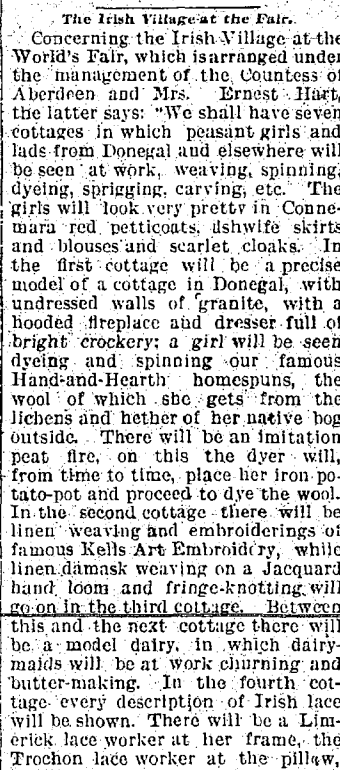 The Irish Village at the Fair.
Concerning the Irish Village at the
World's Fair, which is arranged under
the management of the Countess of
Aberdeen and Mrs. Ernest Hart,
the latter says: "We shall have seven
cottages in which peasant girls and
lads from Donegal and elsewhere will
be seen at work, weaving, spinning,
dyeing, sprigging, carving, etc. The
girls will look very pretty in Conne-
mara red petticoats, fishwife skirts
and blouses and scarlet cloaks. In
the first cottage will be a precise
model of a cottage in Donegal, with
undressed walls of granite, with a
hooded fireplace and dresser full of
bright crockery; a girl will be seen
dyeing and spinning our famous
Hand-and-Hearth homespuns, the
wool of which she gets from the
lichens and hether of her native bog
outside. There will be an imitation
peat fire, on this the dyer will,
from time to time, place her iron po-
tato-pot and proceed to dye the wool.
In the second cottage there will be
linen weaving and embroiderings of
famous Kells Art Embroidery, while
linen damask weaving on a Jacquard
hand loom and fringe-knotting will
go on in the third cottage. Between
this and the next cottage there will
be a model dairy, in which dairy-
maids will be at work churning and
butter-making. In the fourth cot-
tage every description of Irish lace
will be shown. There will be a Lim-
erick lace worker at her frame, the
Trochon lace worker at the pillow,